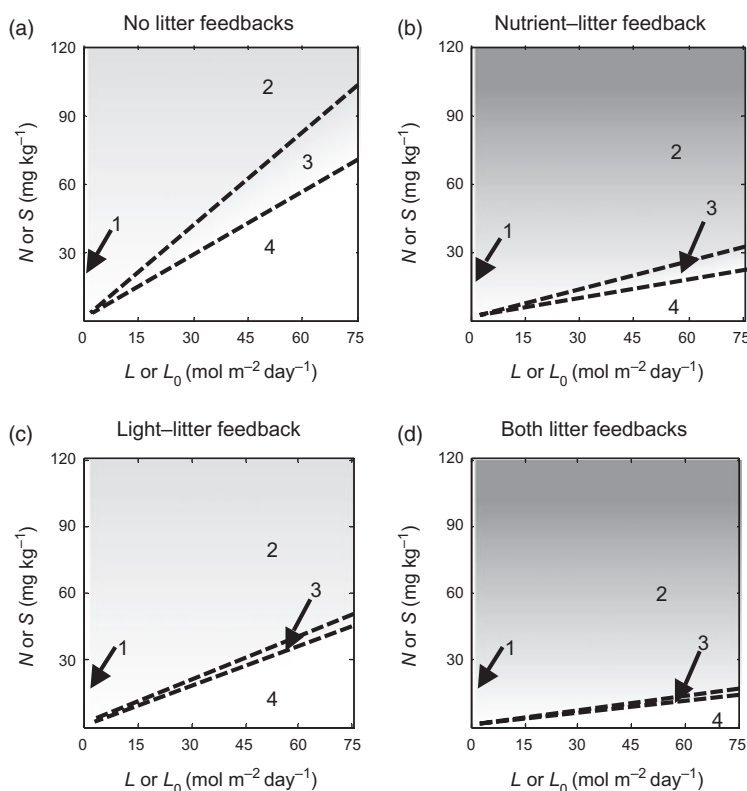 (a) No litter feedbacks
N or S (mg kg⁻¹)
120
90
60
30
0 15 30 45 60 75
1
2
3
4
L or L₀ (mol m⁻² day⁻¹)
(b) Nutrient–litter feedback
N or S (mg kg⁻¹)
120
90
60
30
0 15 30 45 60 75
1
2
3
4
L or L₀ (mol m⁻² day⁻¹)
(c) Light–litter feedback
N or S (mg kg⁻¹)
120
90
60
30
0 15 30 45 60 75
1
2
3
4
L or L₀ (mol m⁻² day⁻¹)
(d) Both litter feedbacks
N or S (mg kg⁻¹)
120
90
60
30
0 15 30 45 60 75
1
2
3
4
L or L₀ (mol m⁻² day⁻¹)